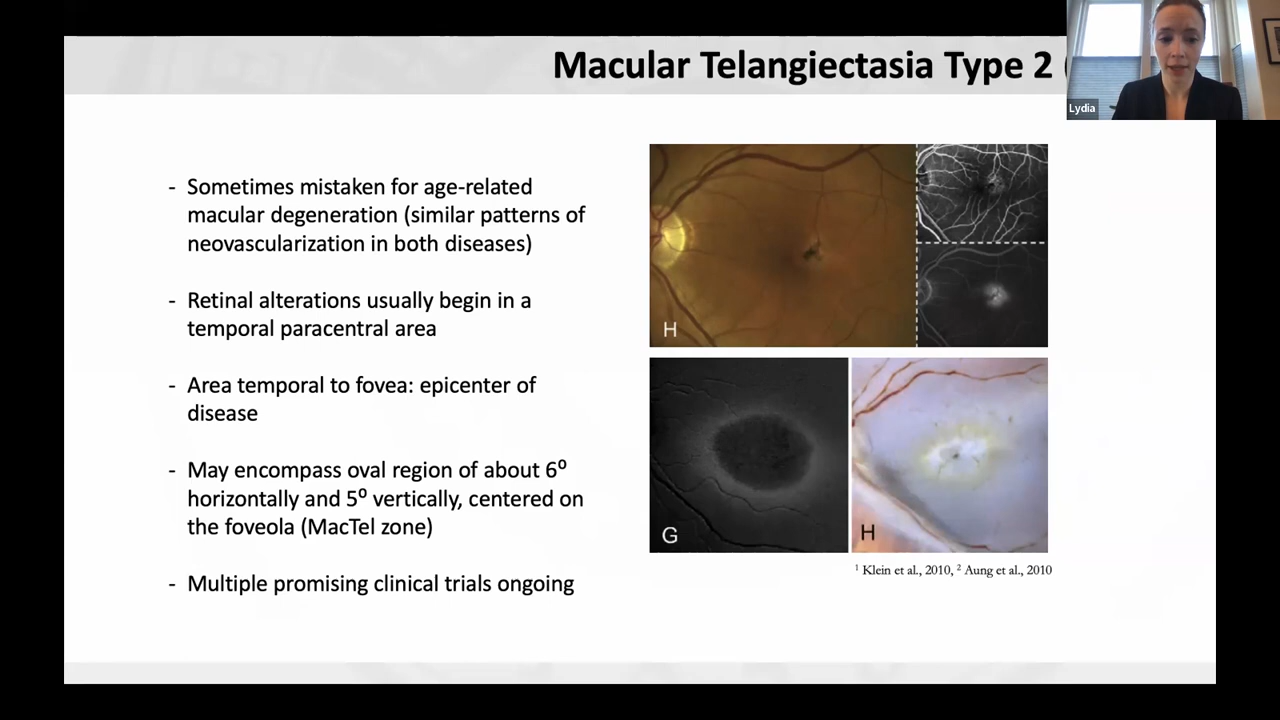 Macular Telangiectasia Type 2 (
Lydia
- Sometimes mistaken for age-related
macular degeneration (similar patterns of
neovascularization in both diseases)
- Retinal alterations usually begin in a
temporal paracentral area
- Area temporal to fovea: epicenter of
disease
- May encompass oval region of about 6⁰
horizontally and 5⁰ vertically, centered on
the foveola (MacTel zone)
- Multiple promising clinical trials ongoing
H
G
H
¹ Klein et al., 2010, ² Aung et al., 2010